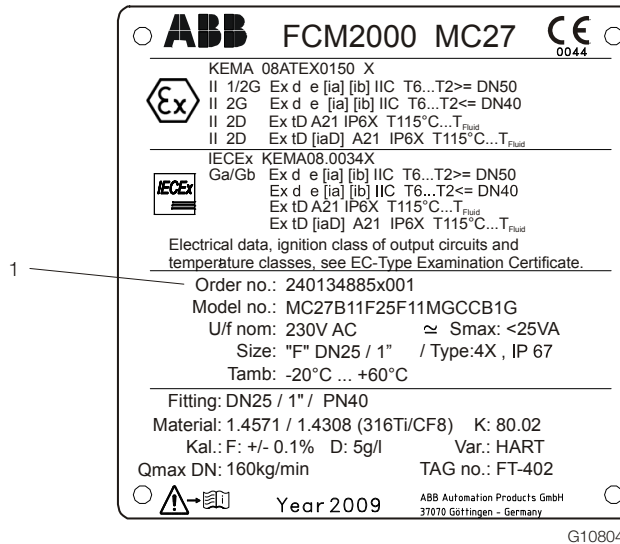 ABB FCM2000 MC27 CE
0044
KEMA 08ATEX0150 X
Ex
II 1/2G Ex d e [ia] [ib] IIC T6...T2>= DN50
II 2G Ex d e [ia] [ib] IIC T6...T2<= DN40
II 2D Ex tD A21 IP6X T115°C...TFluid
II 2D Ex tD [iaD] A21 IP6X T115°C...TFluid
IECEx KEMA08.0034X
IECEx
Ga/Gb Ex d e [ia] [ib] IIC T6...T2>= DN50
Ex d e [ia] [ib] IIC T6...T2<= DN40
Ex tD A21 IP6X T115°C...TFluid
Ex tD [iaD] A21 IP6X T115°C...TFluid
Electrical data, ignition class of output circuits and
temperature classes, see EC-Type Examination Certificate.
1
Order no.: 240134885x001
Model no.: MC27B11F25F11MGCCB1G
U/f nom: 230V AC ≃ Smax: <25VA
Size: "F" DN25 / 1" / Type:4X , IP 67
Tamb: -20°C ... +60°C
Fitting: DN25 / 1" / PN40
Material: 1.4571 / 1.4308 (316Ti/CF8) K: 80.02
Kal.: F: +/- 0.1% D: 5g/l Var.: HART
Qmax DN: 160kg/min TAG no.: FT-402
Year 2009
ABB Automation Products GmbH
37070 Göttingen - Germany
G10804